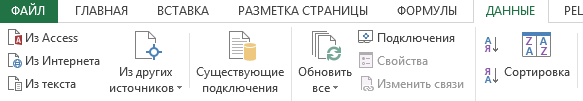 ФАЙЛ ГЛАВНАЯ ВСТАВКА РАЗМЕТКА СТРАНИЦЫ ФОРМУЛЫ ДАННЫЕ РЕЦ
Из Access
Из Интернета
Из текста
Из других
источников
Существующие
подключения
Обновить
все
Подключения
Свойства
Изменить связи
А
Я
Я
А
Я А
А Я
Сортировка